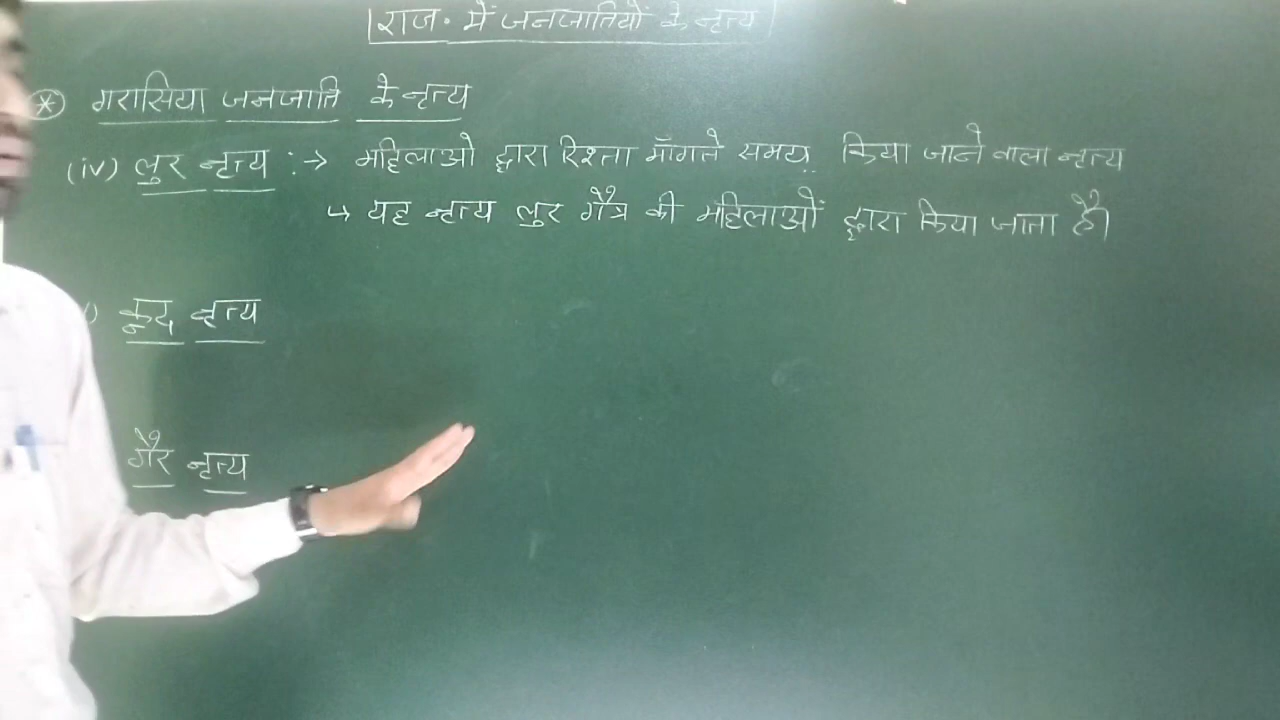 राज. में जनजातियों के नृत्य
* गरासिया जनजाति के नृत्य
(iv) लुर नृत्य :→ महिलाओ द्वारा रिश्ता माँगते समय किया जाने वाला नृत्य
↳ यह नृत्य लुर गौत्र की महिलाओं द्वारा किया जाता है।
) कुद नृत्य
गैर नृत्य